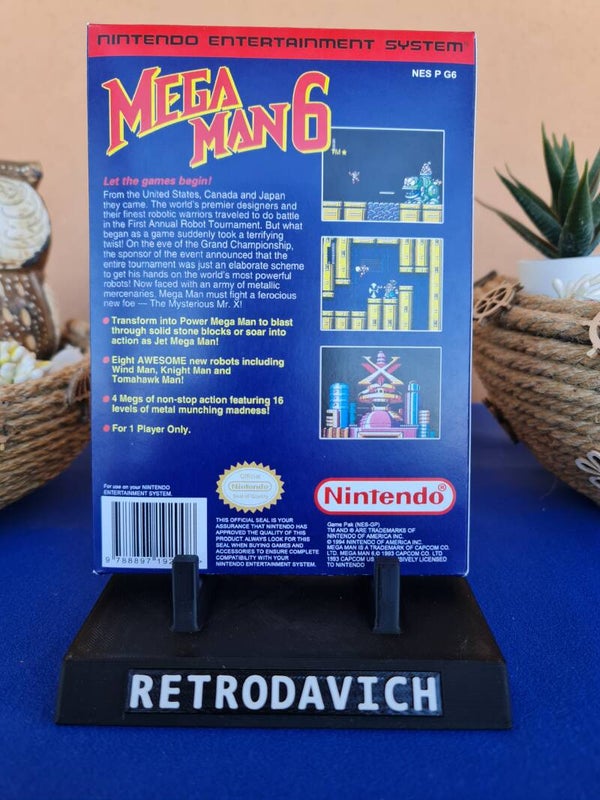 NINTENDO ENTERTAINMENT SYSTEM
NES P G6
MEGA
MAN 6
Let the games begin!
From the United States, Canada and Japan
they came. The world's premier designers and
their finest robotic warriors traveled to do battle
in the First Annual Robot Tournament. But what
began as a game suddenly took a terrifying
twist! On the eve of the Grand Championship,
the sponsor of the event announced that the
entire tournament was just an elaborate scheme
to get his hands on the world's most powerful
robots! Now faced with an army of metallic
mercenaries, Mega Man must fight a ferocious
new foe — The Mysterious Mr. X!
Transform into Power Mega Man to blast
through solid stone blocks or soar into
action as Jet Mega Man!
Eight AWESOME new robots including
Wind Man, Knight Man and
Tomahawk Man!
4 Megs of non-stop action featuring 16
levels of metal munching madness!
For 1 Player Only.
For use on your NINTENDO
ENTERTAINMENT SYSTEM.
9 788897 192
Official
Nintendo
Seal of Quality
THIS OFFICIAL SEAL IS YOUR
ASSURANCE THAT NINTENDO HAS
APPROVED THE QUALITY OF THIS
PRODUCT. ALWAYS LOOK FOR THIS
SEAL WHEN BUYING GAMES AND
ACCESSORIES TO ENSURE COMPLETE
COMPATIBILITY WITH YOUR
NINTENDO ENTERTAINMENT SYSTEM.
Nintendo®
Game Pak (NES-GP)
TM AND ® ARE TRADEMARKS OF
NINTENDO OF AMERICA INC.
© 1994 NINTENDO OF AMERICA INC.
MEGA MAN IS A TRADEMARK OF CAPCOM CO.
LTD. MEGA MAN 6 © 1993 CAPCOM CO. LTD
1993 CAPCOM LICENSED
TO NINTENDO
RETRODAVICH